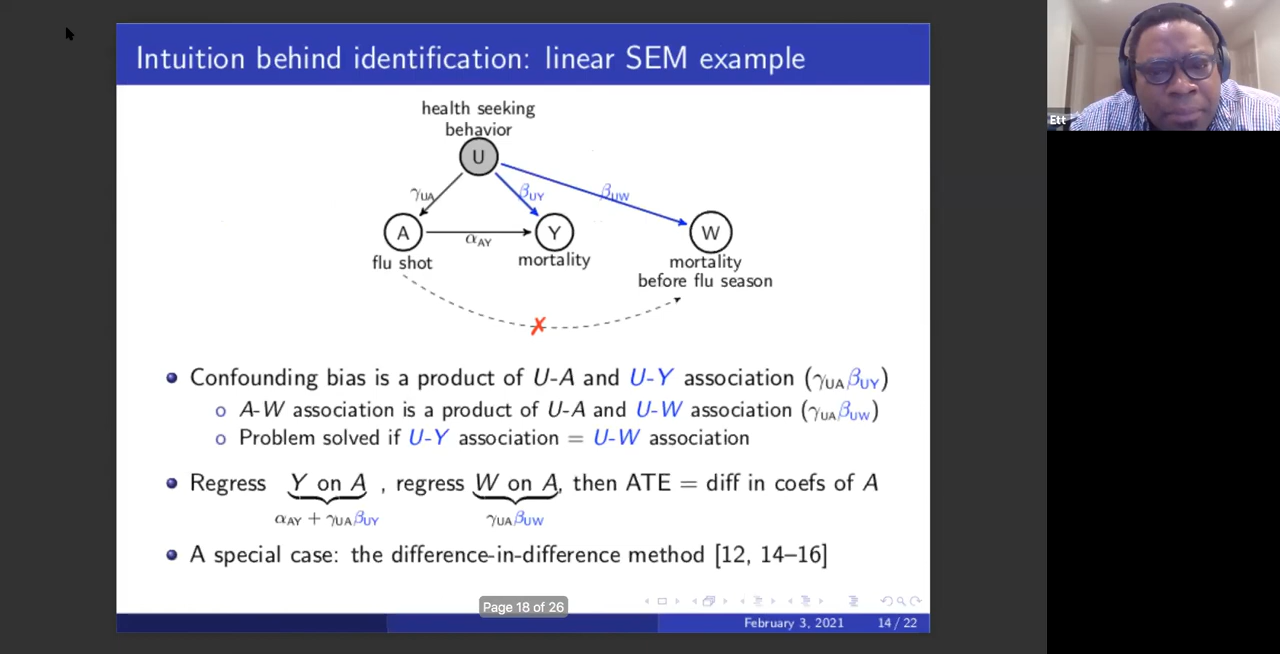 Intuition behind identification: linear SEM example
health seeking
behavior
U
γUA
βUY
βUW
A
αAY
Y
W
flu shot
mortality
mortality
before flu season
✗
Confounding bias is a product of U-A and U-Y association (γUAβUY)
A-W association is a product of U-A and U-W association (γUAβUW)
Problem solved if U-Y association = U-W association
Regress Y on A , regress W on A, then ATE = diff in coefs of A
αAY + γUAβUY
γUAβUW
A special case: the difference-in-difference method [12, 14–16]
Page 18 of 26
February 3, 2021
14 / 22
Ett